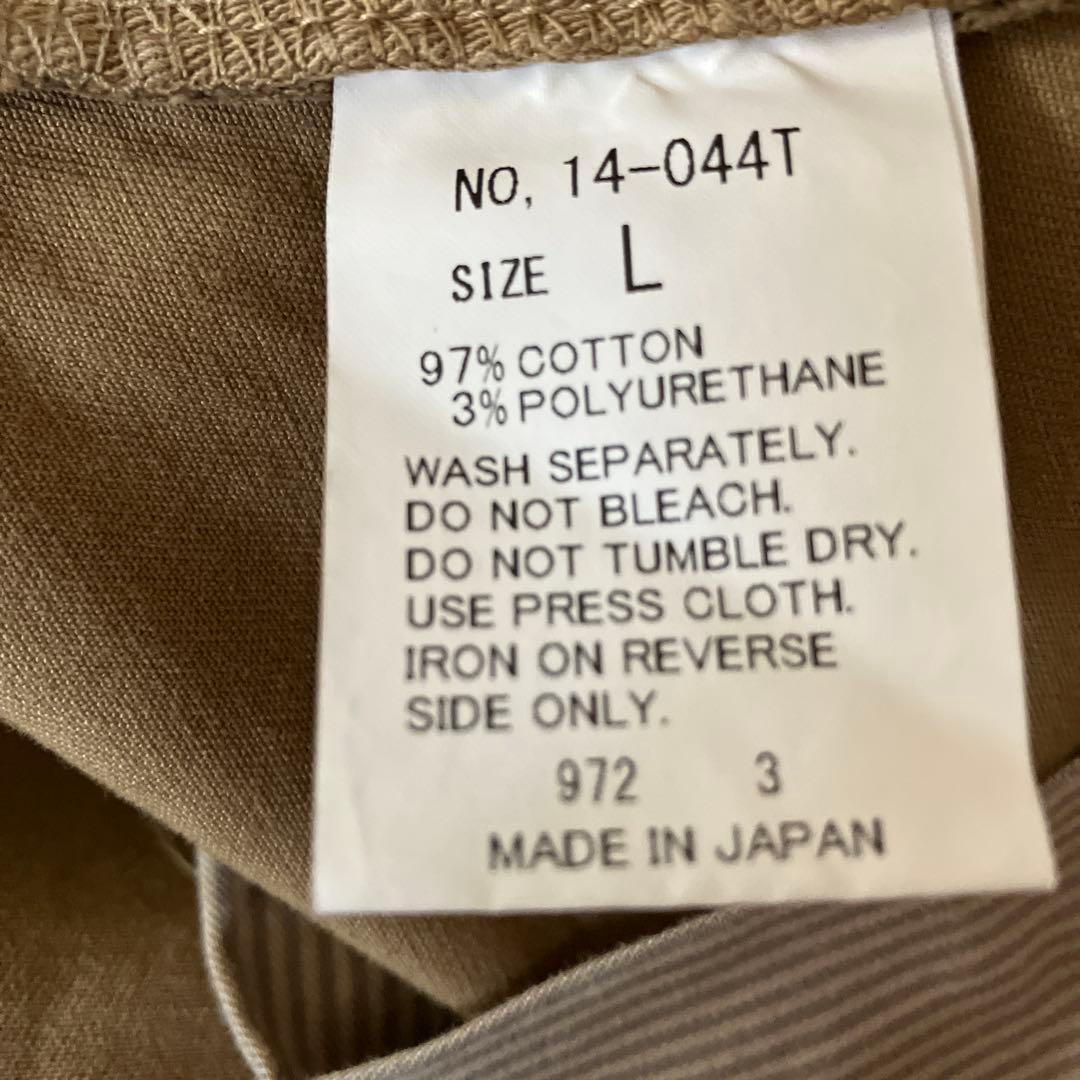 NO, 14-044T
SIZE L
97% COTTON
3% POLYURETHANE
WASH SEPARATELY.
DO NOT BLEACH.
DO NOT TUMBLE DRY.
USE PRESS CLOTH.
IRON ON REVERSE
SIDE ONLY.
972 3
MADE IN JAPAN